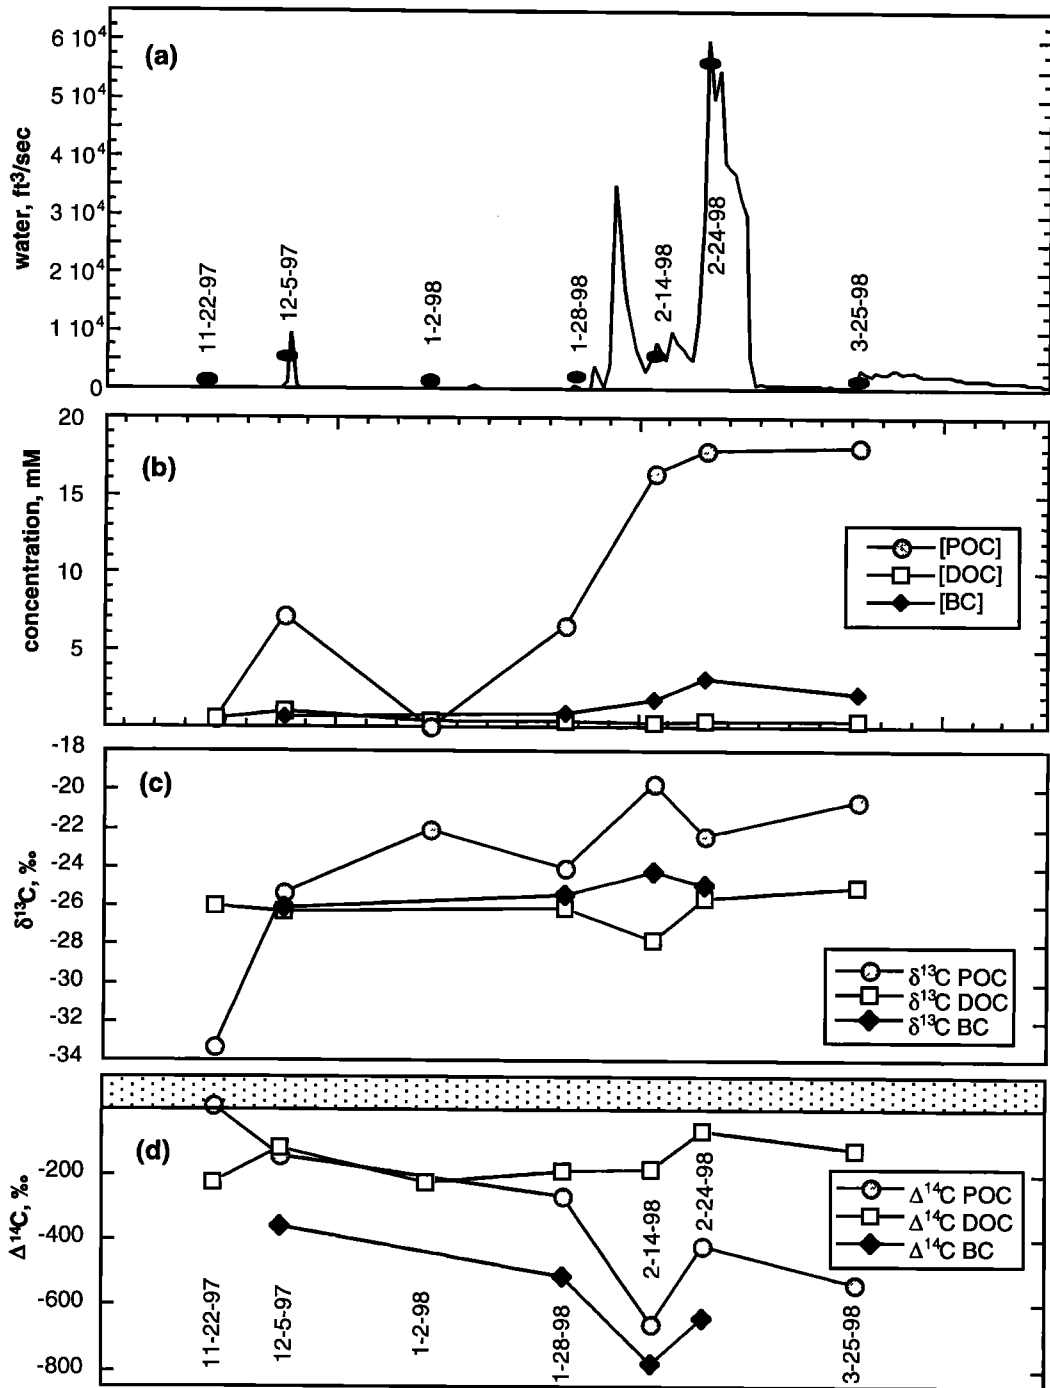 (a)
water, ft³/sec
6 10⁴
5 10⁴
4 10⁴
3 10⁴
2 10⁴
1 10⁴
0
11-22-97
12-5-97
1-2-98
1-28-98
2-14-98
2-24-98
3-25-98
(b)
concentration, mM
20
15
10
5
[POC]
[DOC]
[BC]
(c)
δ¹³C, ‰
-18
-20
-22
-24
-26
-28
-30
-32
-34
δ¹³C POC
δ¹³C DOC
δ¹³C BC
(d)
Δ¹⁴C, ‰
-200
-400
-600
-800
11-22-97
12-5-97
1-2-98
1-28-98
2-14-98
2-24-98
3-25-98
Δ¹⁴C POC
Δ¹⁴C DOC
Δ¹⁴C BC